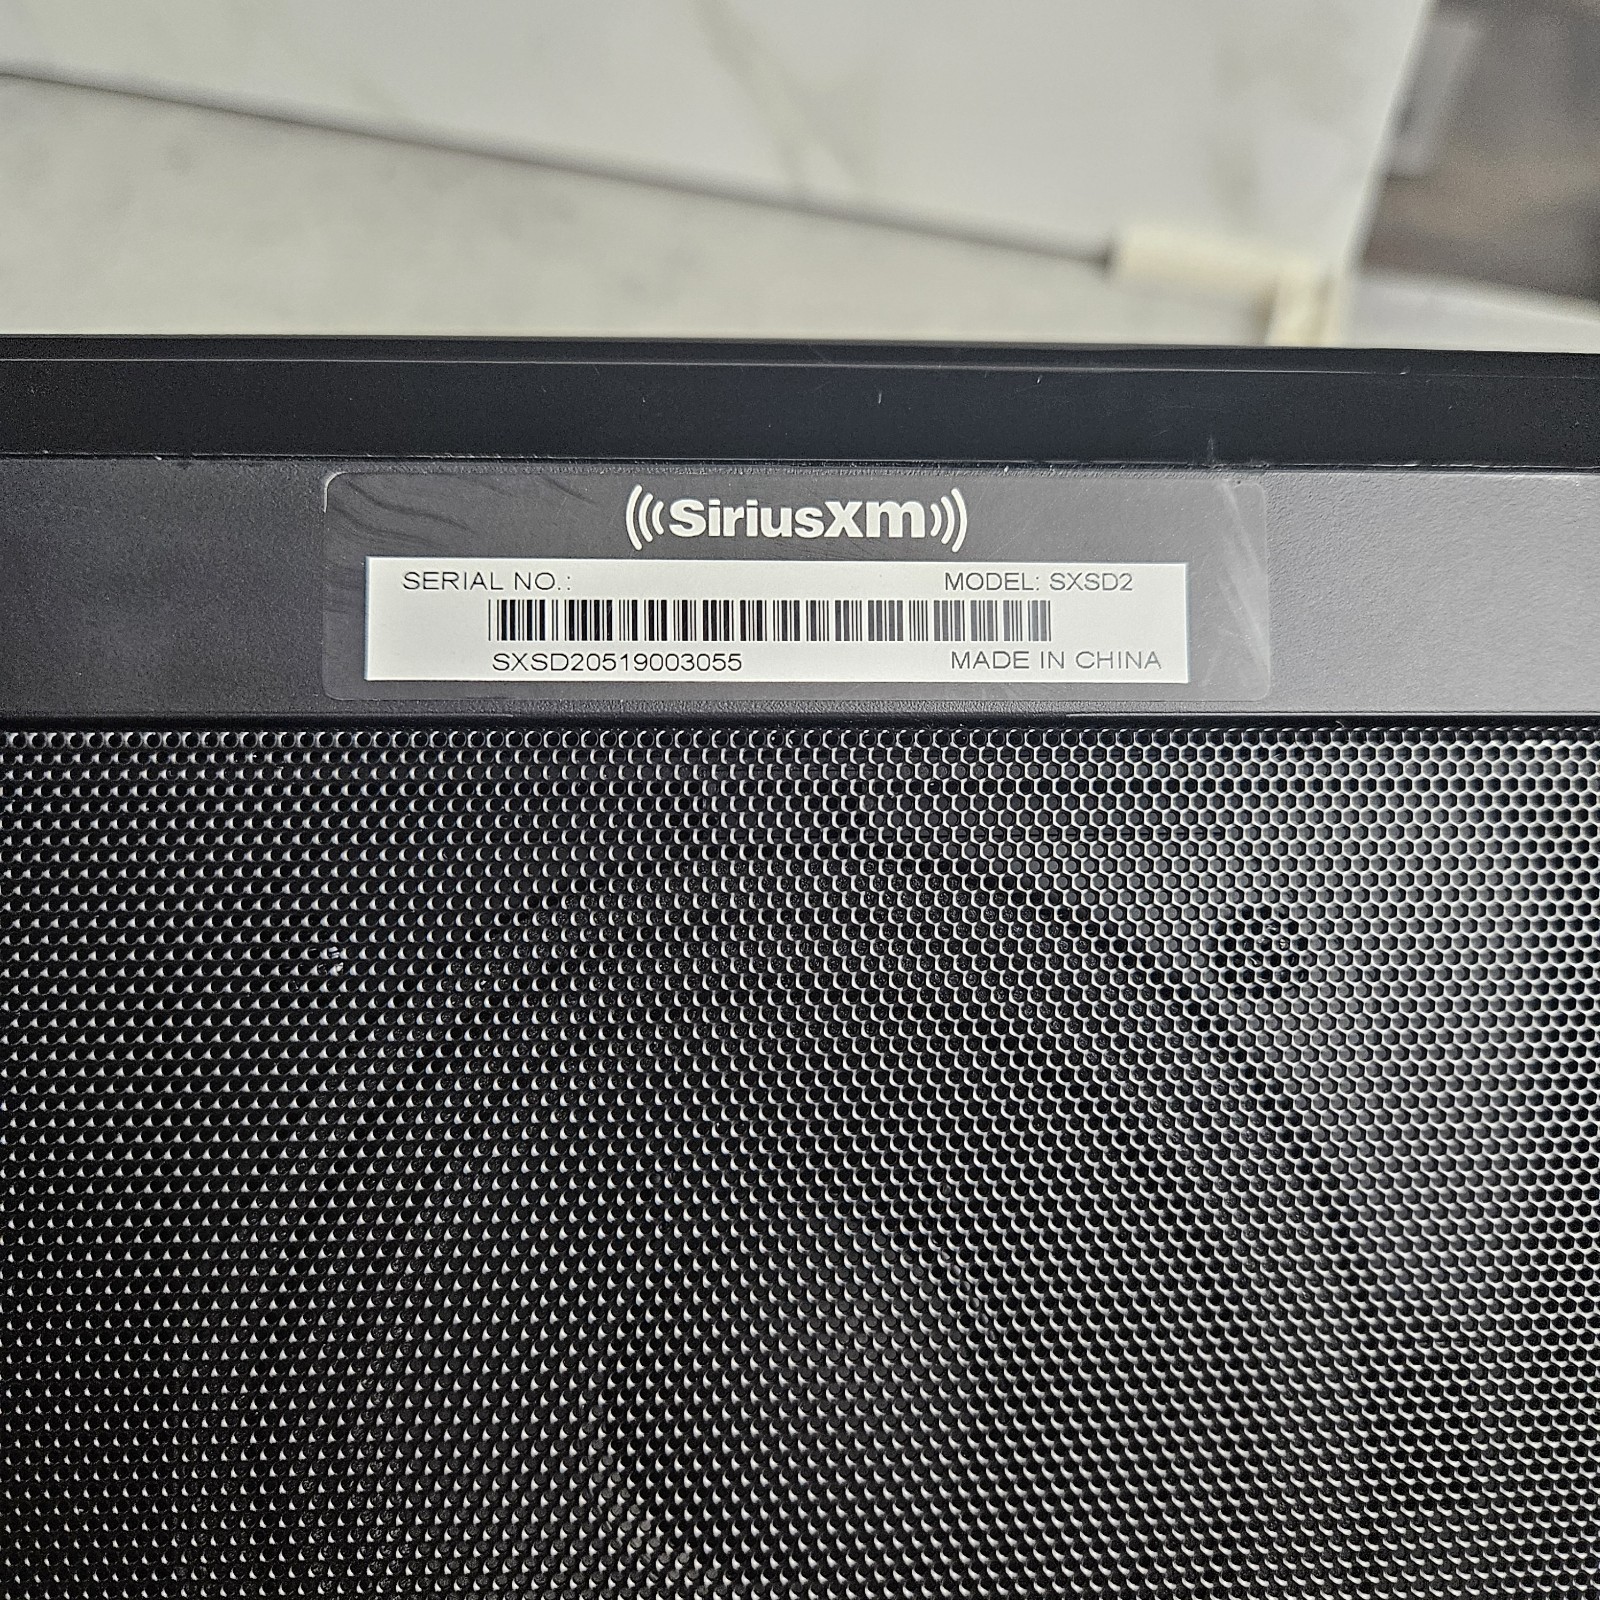 ((((SiriusXM))))
SERIAL NO.: MODEL: SXSD2
SXSD20519003055 MADE IN CHINA